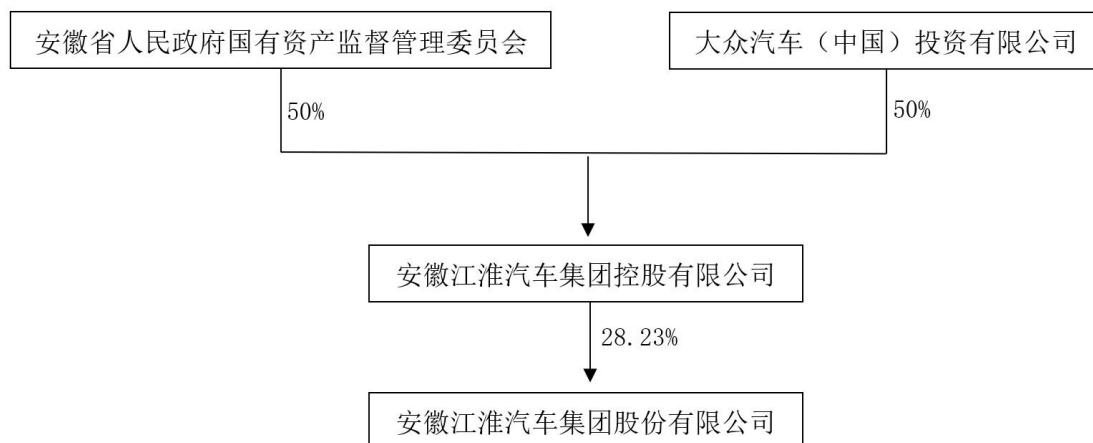 安徽省人民政府国有资产监督管理委员会
大众汽车（中国）投资有限公司
50%
50%
安徽江淮汽车集团控股有限公司
28.23%
安徽江淮汽车集团股份有限公司